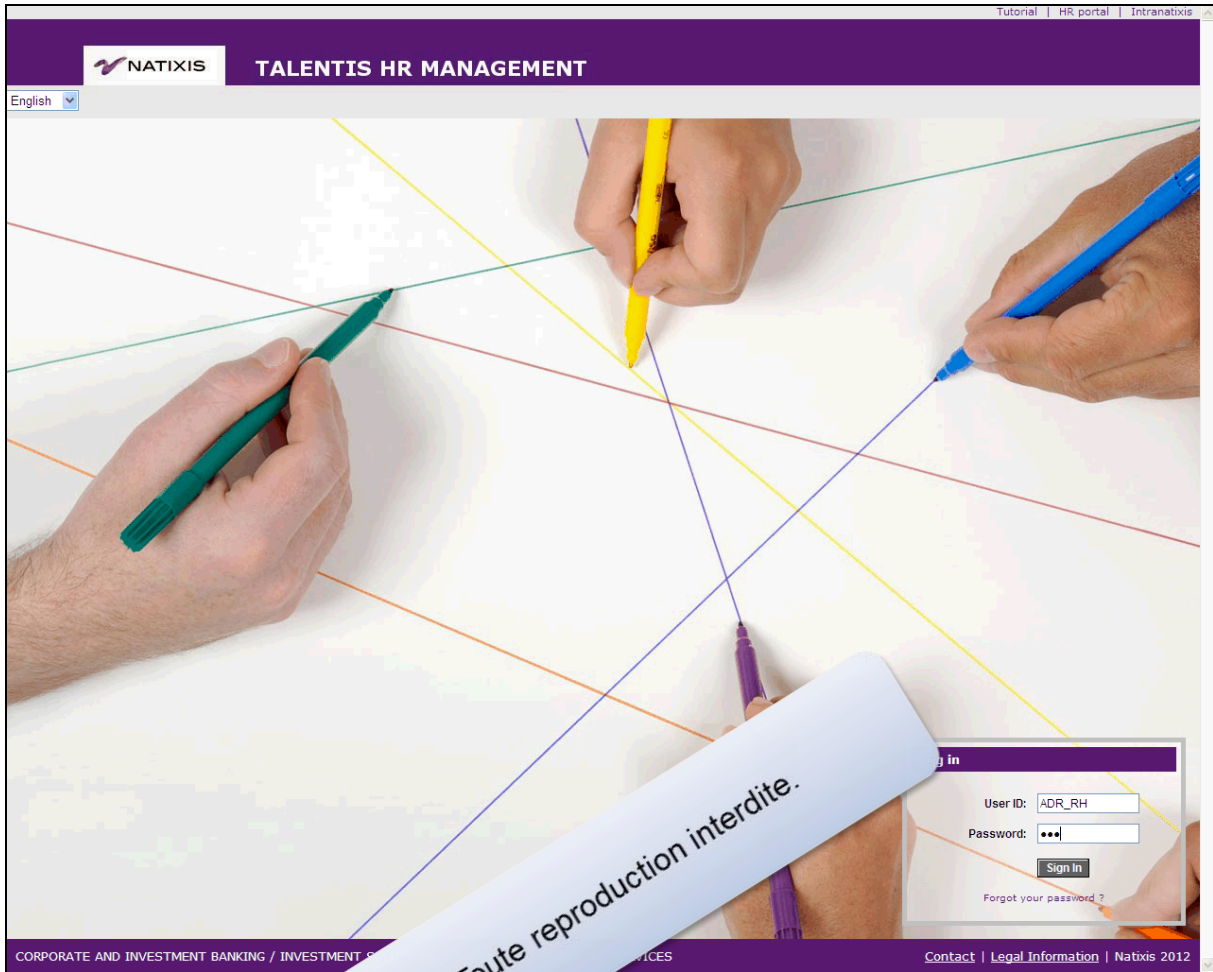 Tutorial | HR portal | Intranatixis
NATIXIS
TALENTIS HR MANAGEMENT
English
in
User ID: ADR_RH
Password: •••
Sign In
Forgot your password ?
Toute reproduction interdite.
CORPORATE AND INVESTMENT BANKING / INVESTMENT
Contact | Legal Information | Natixis 2012